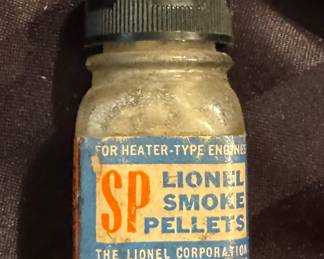 FOR HEATER-TYPE ENGINES
SP LIONEL
SMOKE
PELLETS
THE LIONEL CORPORATION